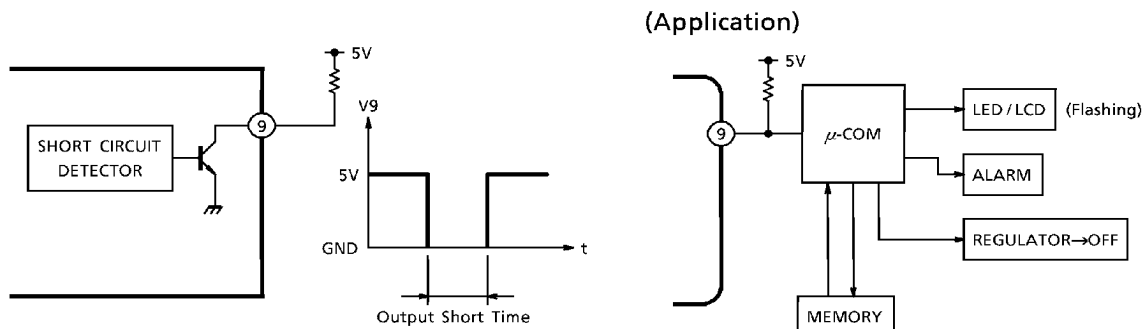 5V
9
SHORT CIRCUIT
DETECTOR
V9
5V
GND
t
Output Short Time
(Application)
5V
9
μ-COM
LED / LCD (Flashing)
ALARM
REGULATOR→OFF
MEMORY